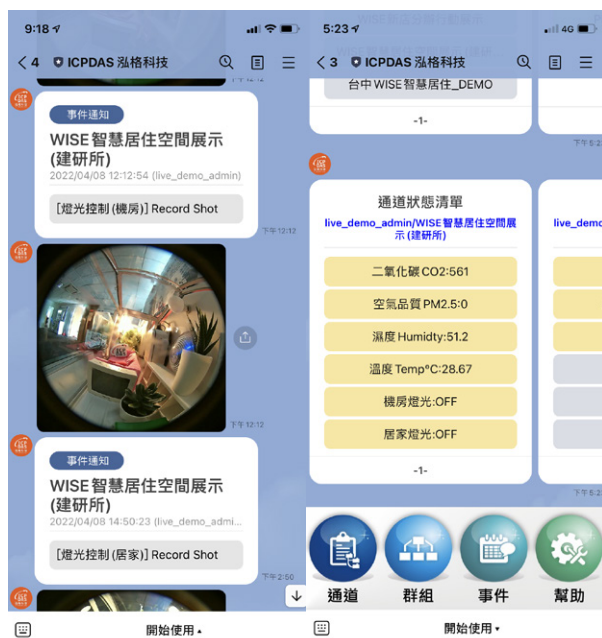 9:18
4 ICPDAS 泓格科技
事件通知
WISE 智慧居住空間展示
(建研所)
2022/04/08 12:12:54 (live_demo_admin)
[燈光控制 (機房)] Record Shot
下午 12:12
下午 12:12
事件通知
WISE 智慧居住空間展示
(建研所)
2022/04/08 14:50:23 (live_demo_admi...
[燈光控制 (居家)] Record Shot
下午 2:50
開始使用
5:23
4G
3 ICPDAS 泓格科技
台中 WISE 智慧居住_DEMO
-1-
通道狀態清單
live_demo_admin/WISE 智慧居住空間展
示 (建研所)
live_demo
二氧化碳 CO2:561
空氣品質 PM2.5:0
濕度 Humidty:51.2
溫度 Temp°C:28.67
機房燈光:OFF
居家燈光:OFF
-1-
通道
群組
事件
幫助
開始使用